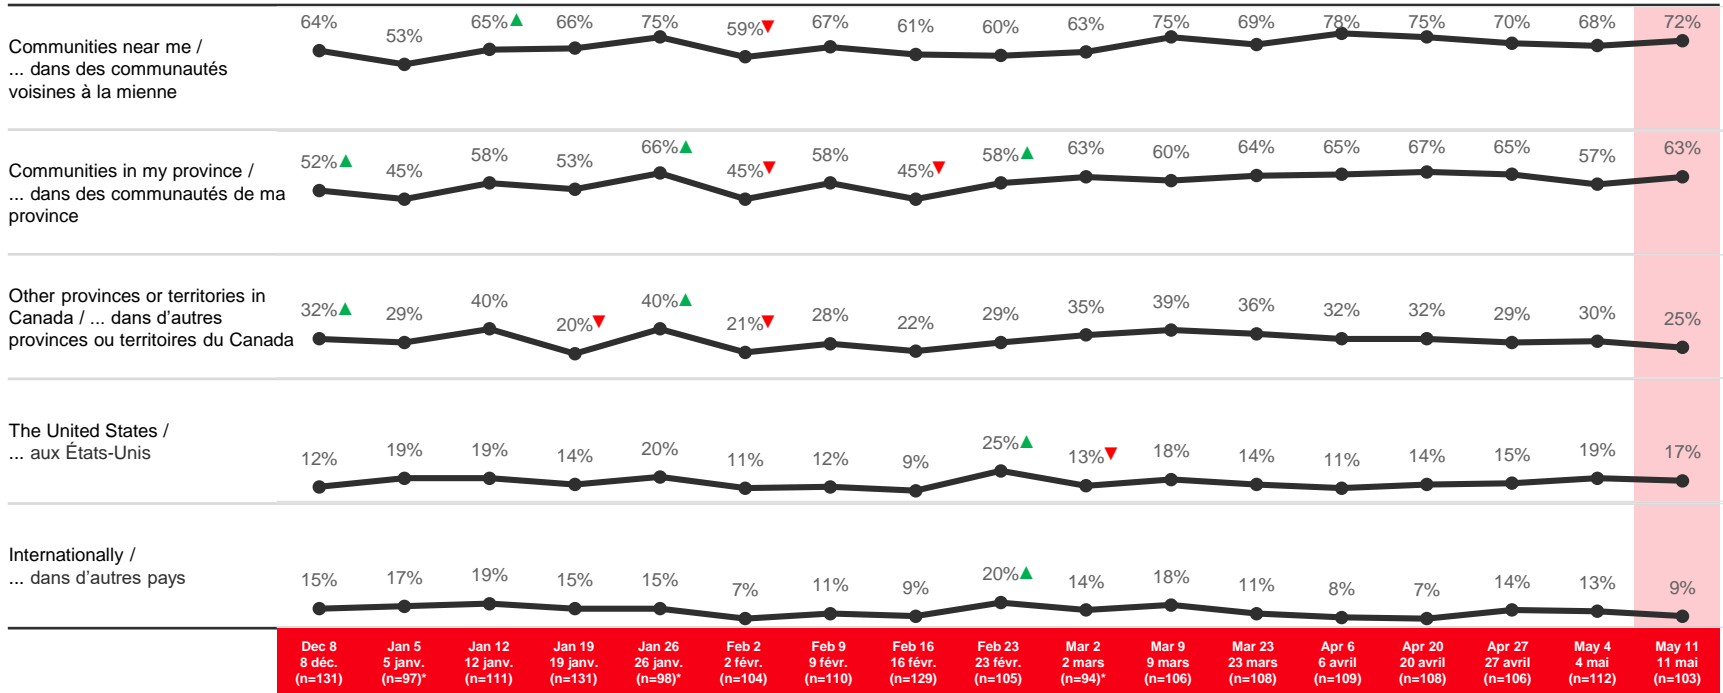 64% 53% 65%▲ 66% 75% 59%▼ 67% 61% 60% 63% 75% 69% 78% 75% 70% 68% 72%
Communities near me /
... dans des communautés
voisines à la mienne
52%▲ 45% 58% 53% 66%▲ 45%▼ 58% 45%▼ 58%▲ 63% 60% 64% 65% 67% 65% 57% 63%
Communities in my province /
... dans des communautés de ma
province
32%▲ 29% 40% 20%▼ 40%▲ 21%▼ 28% 22% 29% 35% 39% 36% 32% 32% 29% 30% 25%
Other provinces or territories in
Canada / ... dans d'autres
provinces ou territoires du Canada
12% 19% 19% 14% 20% 11% 12% 9% 25%▲ 13%▼ 18% 14% 11% 14% 15% 19% 17%
The United States /
... aux États-Unis
15% 17% 19% 15% 15% 7% 11% 9% 20%▲ 14% 18% 11% 8% 7% 14% 13% 9%
Internationally /
... dans d'autres pays
Dec 8 Jan 5 Jan 12 Jan 19 Jan 26 Feb 2 Feb 9 Feb 16 Feb 23 Mar 2 Mar 9 Mar 23 Apr 6 Apr 20 Apr 27 May 4 May 11
8 déc. 5 janv. 12 janv. 19 janv. 26 janv. 2 févr. 9 févr. 16 févr. 23 févr. 2 mars 9 mars 23 mars 6 avril 20 avril 27 avril 4 mai 11 mai
(n=131) (n=97)* (n=111) (n=131) (n=98)* (n=104) (n=110) (n=129) (n=105) (n=94)* (n=106) (n=108) (n=109) (n=108) (n=106) (n=112) (n=103)